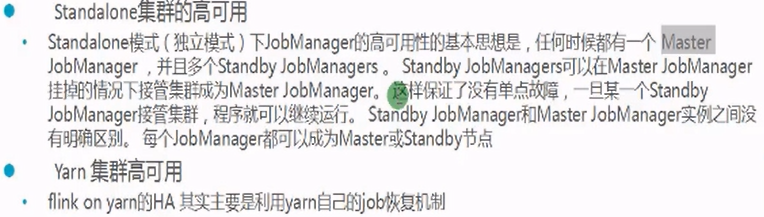 Standalone集群的高可用
Standalone模式（独立模式）下JobManager的高可用性的基本思想是，任何时候都有一个 Master
JobManager ，并且多个Standby JobManagers 。 Standby JobManagers可以在Master JobManager
挂掉的情况下接管集群成为Master JobManager。 这样保证了没有单点故障，一旦某一个Standby
JobManager接管集群，程序就可以继续运行。 Standby JobManager和Master JobManager实例之间没
有明确区别。 每个JobManager都可以成为Master或Standby节点
Yarn 集群高可用
flink on yarn的HA 其实主要是利用yarn自己的job恢复机制